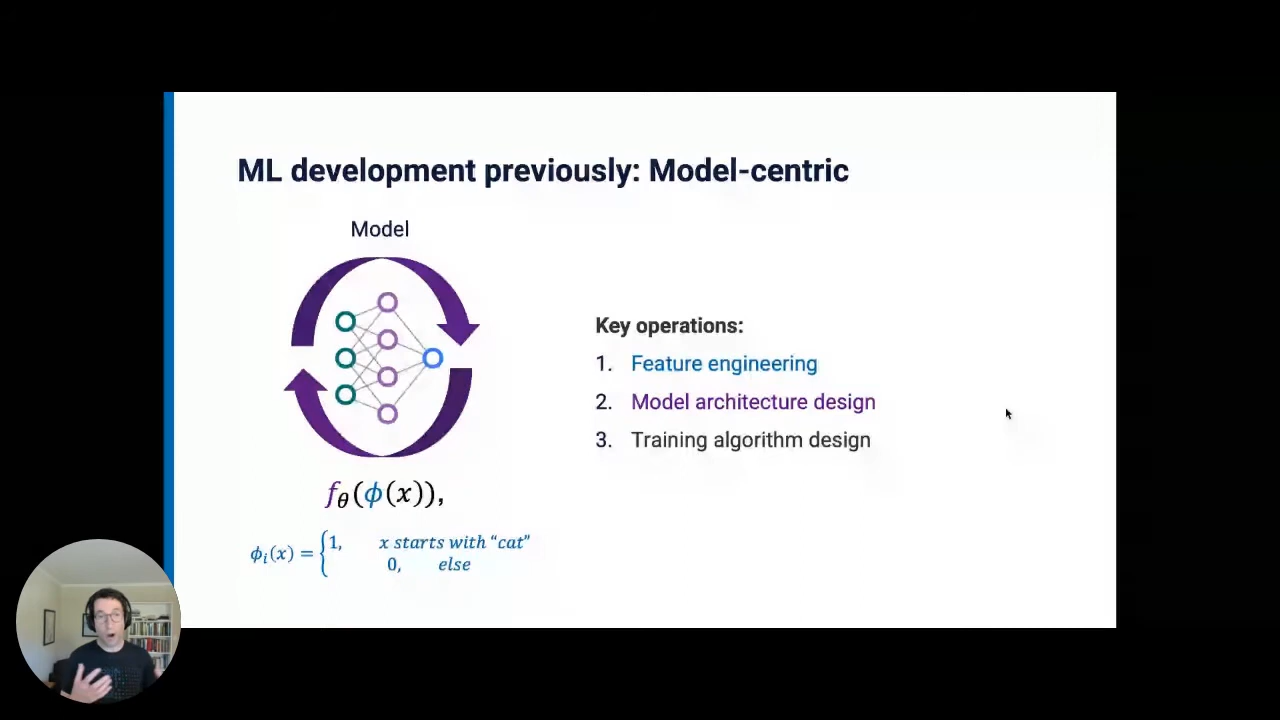 ML development previously: Model-centric
Model
Key operations:
1. Feature engineering
2. Model architecture design
3. Training algorithm design
fθ(ϕ(x)),
ϕi(x) = {1, x starts with “cat”
0, else